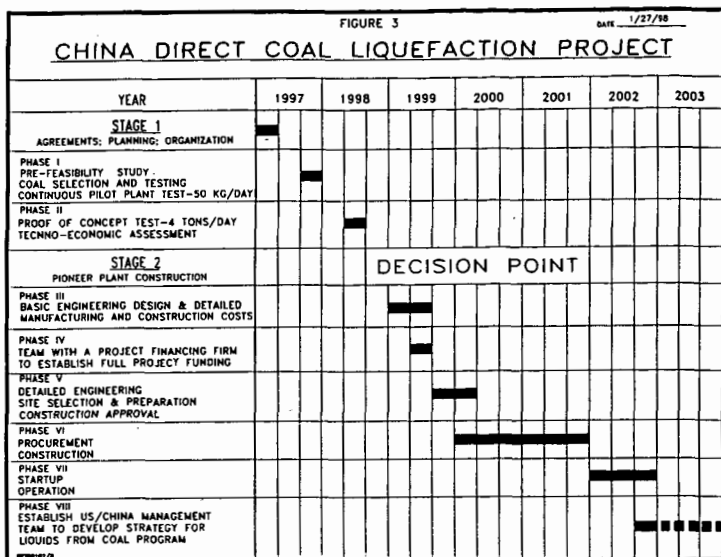 FIGURE 3
DATE 1/27/98
CHINA DIRECT COAL LIQUEFACTION PROJECT
YEAR 1997 1998 1999 2000 2001 2002 2003
STAGE 1
AGREEMENTS; PLANNING; ORGANIZATION
PHASE I
PRE-FEASIBILITY STUDY
COAL SELECTION AND TESTING
CONTINUOUS PILOT PLANT TEST-50 KG/DAY
PHASE II
PROOF OF CONCEPT TEST-4 TONS/DAY
TECHNO-ECONOMIC ASSESSMENT
STAGE 2
PIONEER PLANT CONSTRUCTION
DECISION POINT
PHASE III
BASIC ENGINEERING DESIGN & DETAILED
MANUFACTURING AND CONSTRUCTION COSTS
PHASE IV
TEAM WITH A PROJECT FINANCING FIRM
TO ESTABLISH FULL PROJECT FUNDING
PHASE V
DETAILED ENGINEERING
SITE SELECTION & PREPARATION
CONSTRUCTION APPROVAL
PHASE VI
PROCUREMENT
CONSTRUCTION
PHASE VII
STARTUP
OPERATION
PHASE VIII
ESTABLISH US/CHINA MANAGEMENT
TEAM TO DEVELOP STRATEGY FOR
LIQUIDS FROM COAL PROGRAM